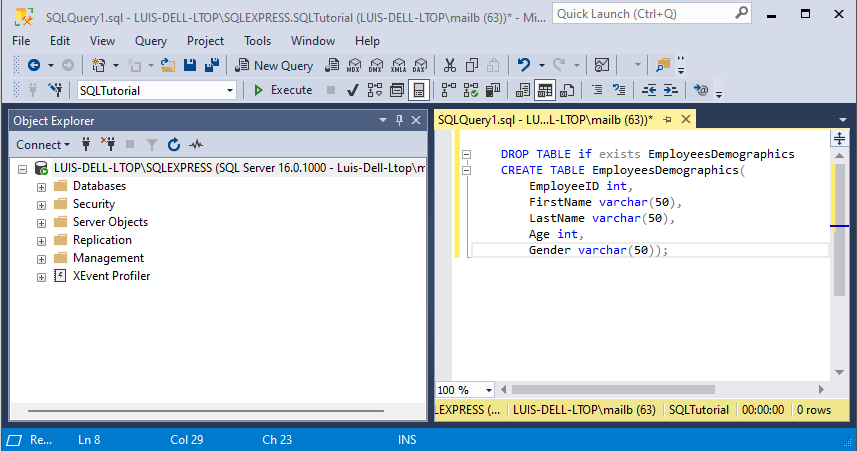 SQLQuery1.sql - LUIS-DELL-LTOP\SQLEXPRESS.SQLTutorial (LUIS-DELL-LTOP\mailb (63))* - Mi...
Quick Launch (Ctrl+Q)
File Edit View Query Project Tools Window Help
New Query MDX DMX XMLA DAX
SQLTutorial Execute
Object Explorer
Connect
LUIS-DELL-LTOP\SQLEXPRESS (SQL Server 16.0.1000 - Luis-Dell-Ltop\m
Databases
Security
Server Objects
Replication
Management
XEvent Profiler
SQLQuery1.sql - LU...L-LTOP\mailb (63))*
DROP TABLE if exists EmployeesDemographics
CREATE TABLE EmployeesDemographics(
EmployeeID int,
FirstName varchar(50),
LastName varchar(50),
Age int,
Gender varchar(50));
100 %
LEXPRESS (... LUIS-DELL-LTOP\mailb (63) SQLTutorial 00:00:00 0 rows
Re... Ln 8 Col 29 Ch 23 INS